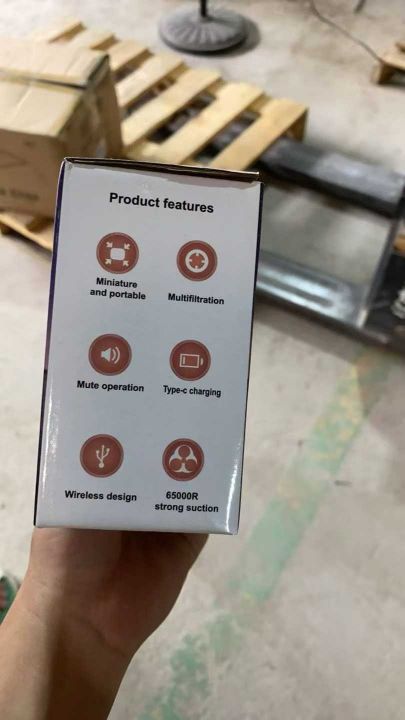 Product features
Miniature
and portable
Multifiltration
Mute operation
Type-c charging
Wireless design
65000R
strong suction